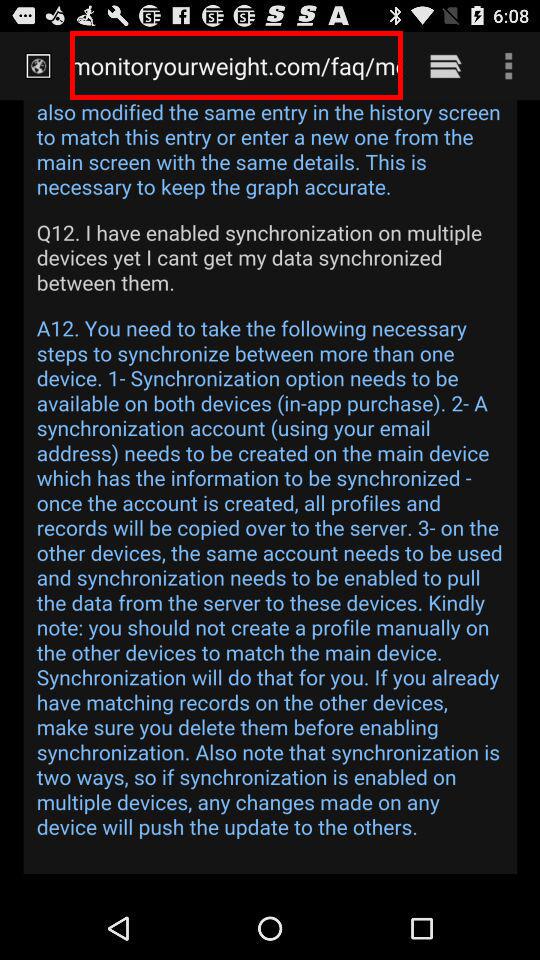 6:08
monitoryourweight.com/faq/m
also modified the same entry in the history screen
to match this entry or enter a new one from the
main screen with the same details. This is
necessary to keep the graph accurate.
Q12. I have enabled synchronization on multiple
devices yet I cant get my data synchronized
between them.
A12. You need to take the following necessary
steps to synchronize between more than one
device. 1- Synchronization option needs to be
available on both devices (in-app purchase). 2- A
synchronization account (using your email
address) needs to be created on the main device
which has the information to be synchronized -
once the account is created, all profiles and
records will be copied over to the server. 3- on the
other devices, the same account needs to be used
and synchronization needs to be enabled to pull
the data from the server to these devices. Kindly
note: you should not create a profile manually on
the other devices to match the main device.
Synchronization will do that for you. If you already
have matching records on the other devices,
make sure you delete them before enabling
synchronization. Also note that synchronization is
two ways, so if synchronization is enabled on
multiple devices, any changes made on any
device will push the update to the others.